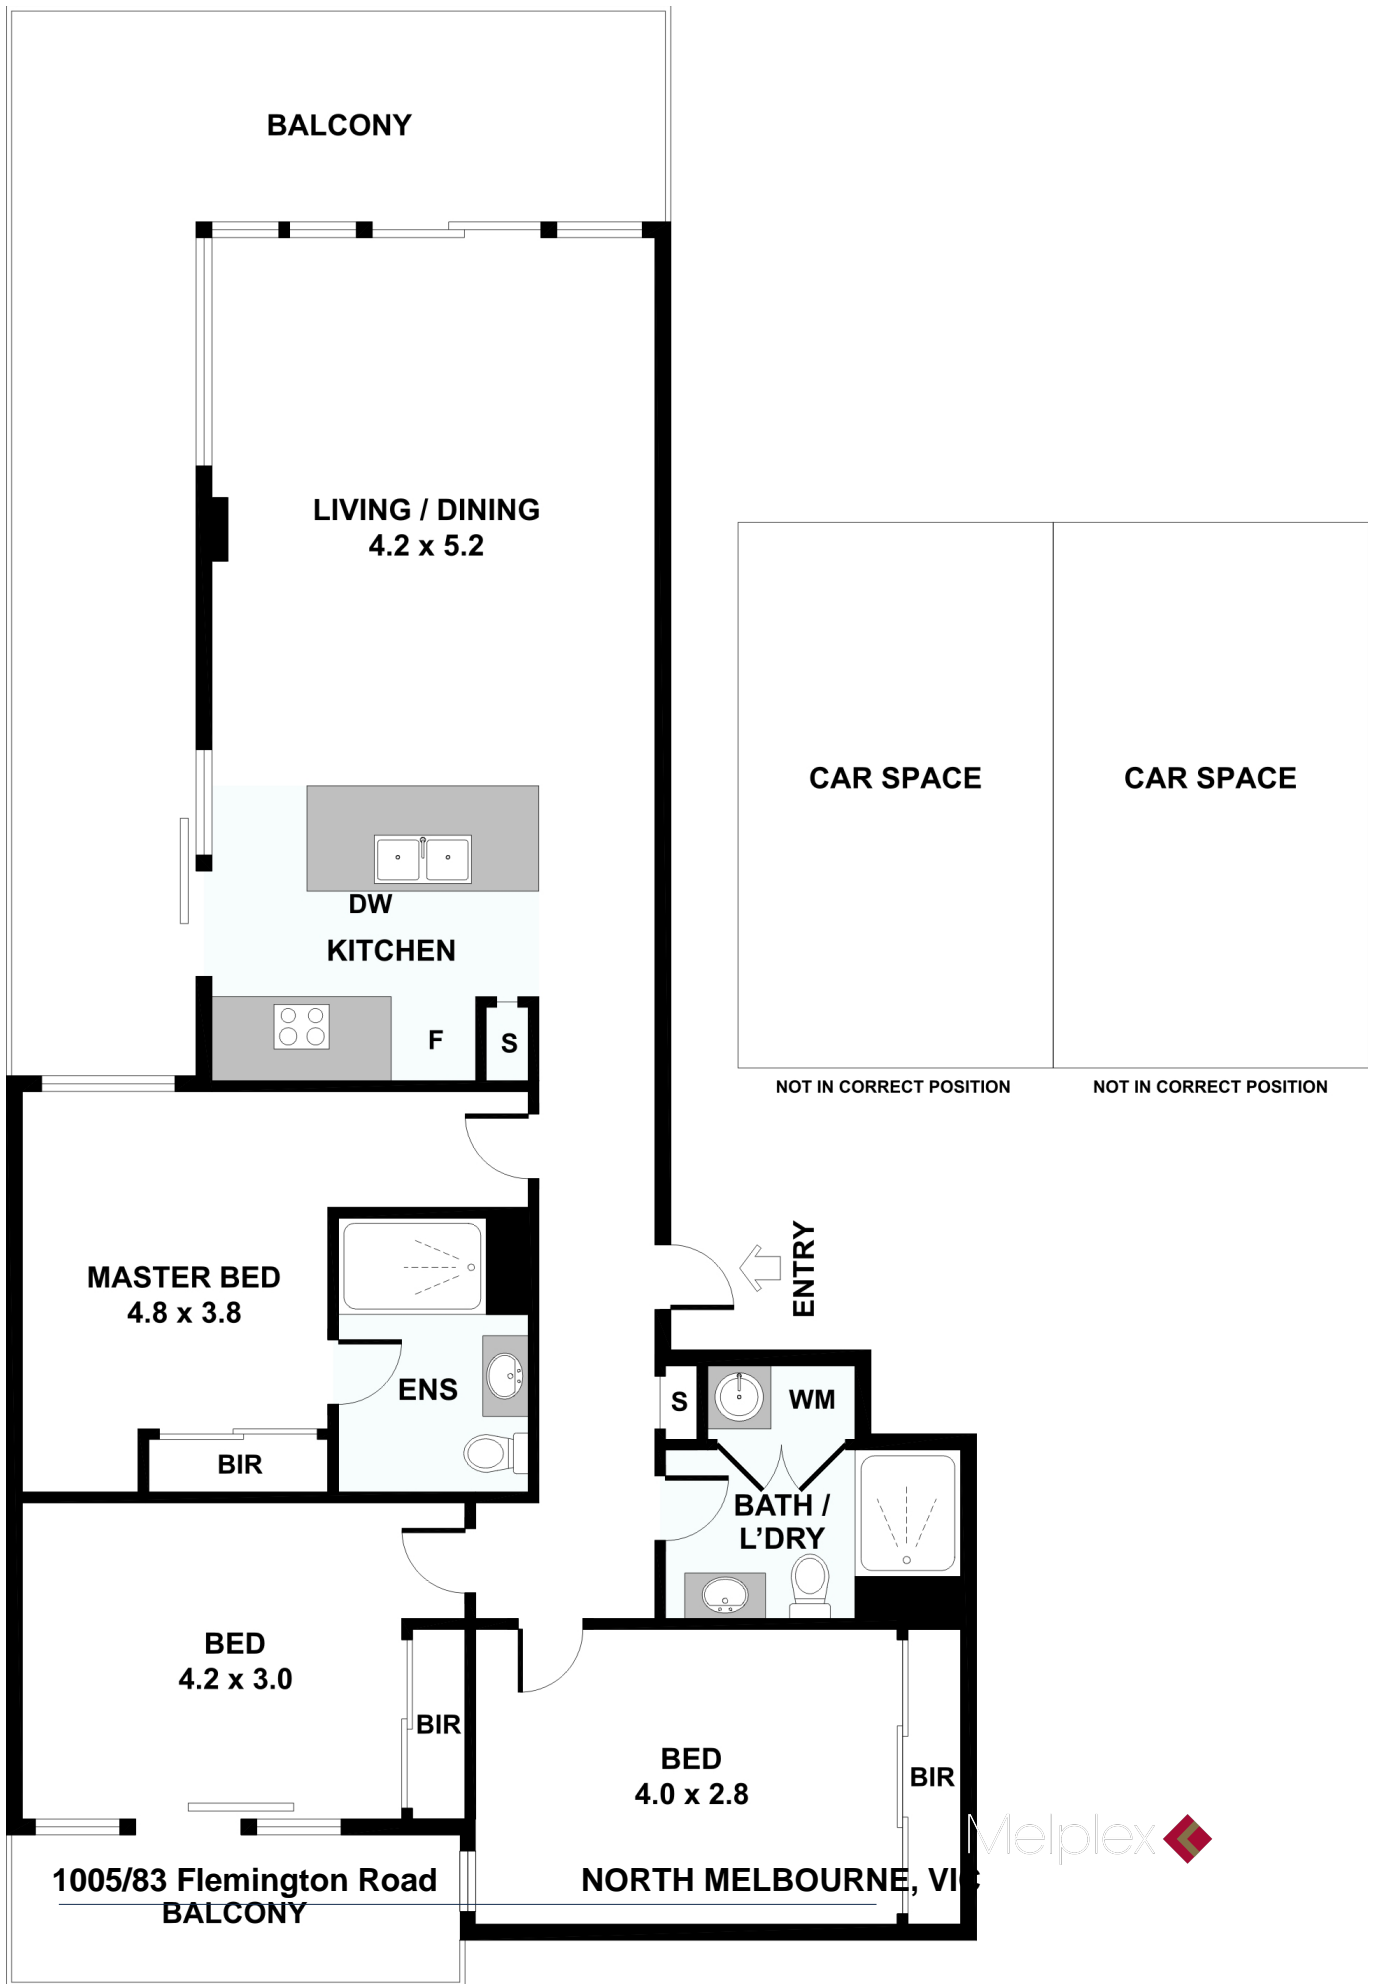 BALCONY
LIVING / DINING
4.2 x 5.2
CAR SPACE
CAR SPACE
DW
KITCHEN
F
S
NOT IN CORRECT POSITION
NOT IN CORRECT POSITION
ENTRY
MASTER BED
4.8 x 3.8
ENS
S
WM
BIR
BATH /
L’DRY
BED
4.2 x 3.0
BIR
BED
4.0 x 2.8
BIR
Melplex
1005/83 Flemington Road
NORTH MELBOURNE, VIC
BALCONY